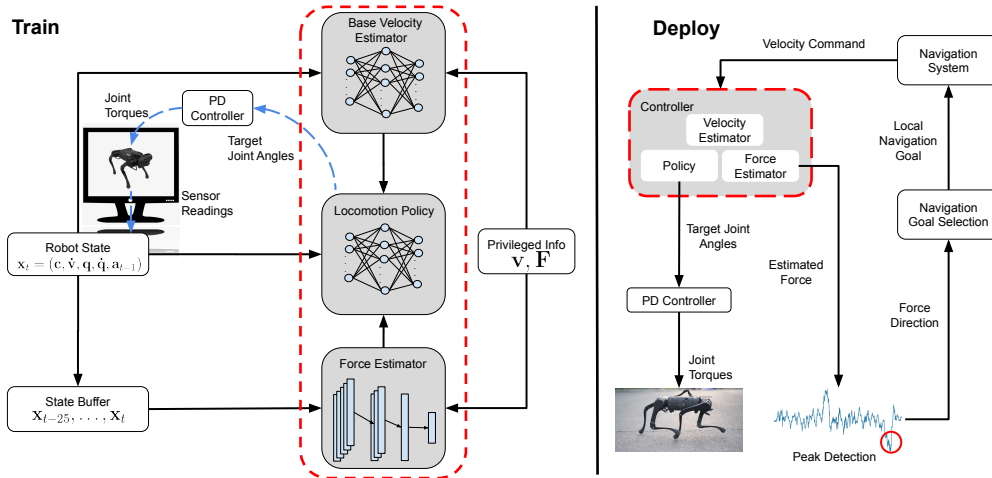 Train
Base Velocity
Estimator
PD
Controller
Joint
Torques
Target
Joint Angles
Sensor
Readings
Robot State
x_t = (c, v̇, q, q̇, a_{t−1})
Locomotion Policy
Privileged Info
v, F
Force Estimator
State Buffer
x_{t−25}, . . . , x_t
Deploy
Velocity Command
Navigation
System
Controller
Velocity
Estimator
Policy
Force
Estimator
Local
Navigation
Goal
Navigation
Goal Selection
Target Joint
Angles
Estimated
Force
PD Controller
Force
Direction
Joint
Torques
Peak Detection